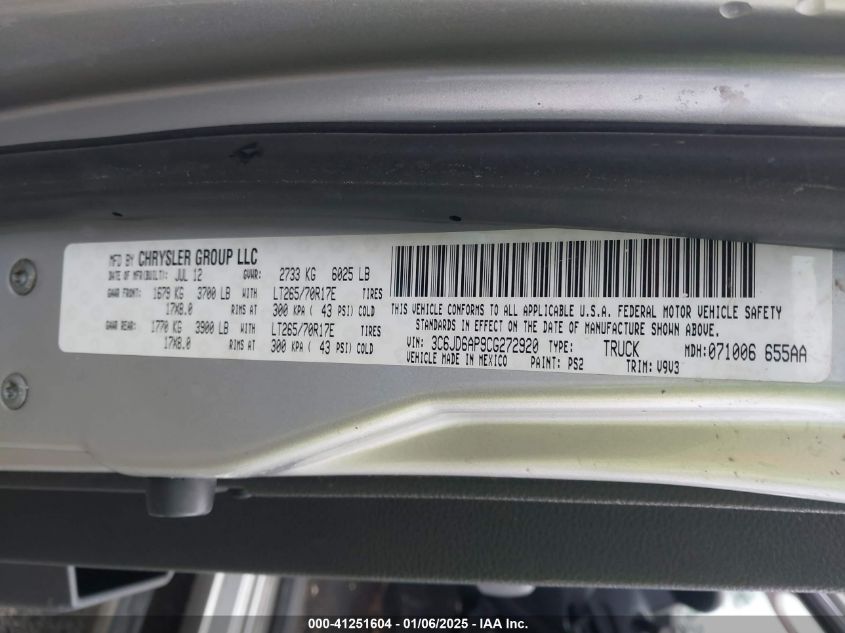 MFD BY CHRYSLER GROUP LLC
DATE OF MFR(BUILT): JUL 12 GVWR: 2733 KG 6025 LB
GAWR FRONT: 1679 KG 3700 LB WITH LT265/70R17E TIRES
17X8.0 RIMS AT 300 KPA ( 43 PSI) COLD
GAWR REAR: 1770 KG 3900 LB WITH LT265/70R17E TIRES
17X8.0 RIMS AT 300 KPA ( 43 PSI) COLD
THIS VEHICLE CONFORMS TO ALL APPLICABLE U.S.A. FEDERAL MOTOR VEHICLE SAFETY
STANDARDS IN EFFECT ON THE DATE OF MANUFACTURE SHOWN ABOVE.
VIN: 3C6JD6AP9CG272920 TYPE: TRUCK MDH:071006 655AA
VEHICLE MADE IN MEXICO PAINT: PS2 TRIM: V9V3
000-41251604 - 01/06/2025 - IAA Inc.